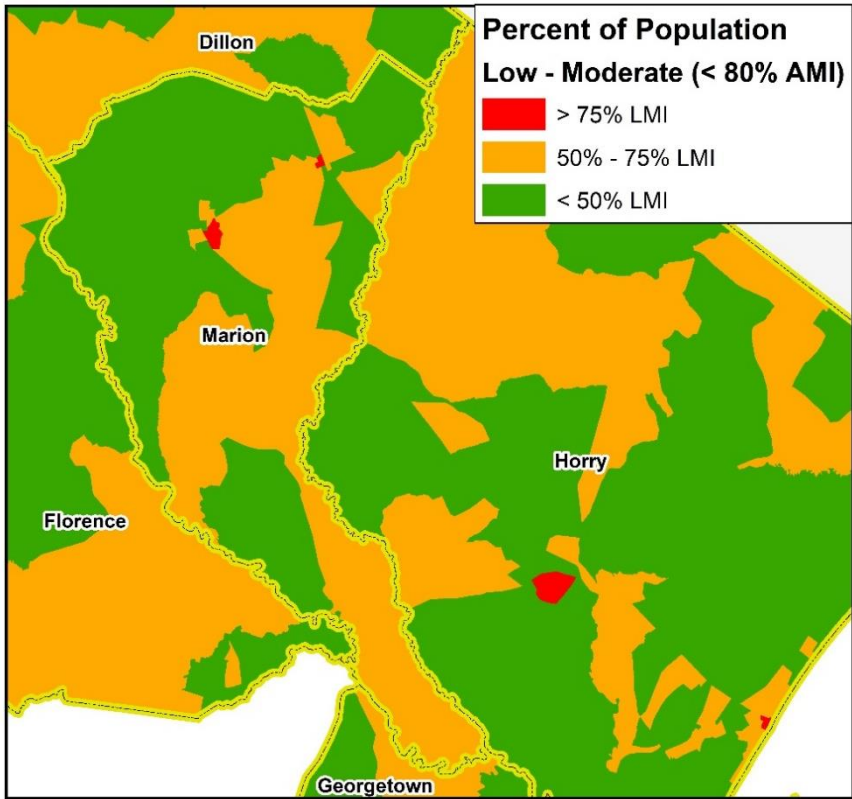 Percent of Population
Low - Moderate (< 80% AMI)
> 75% LMI
50% - 75% LMI
< 50% LMI
Dillon
Marion
Horry
Florence
Georgetown